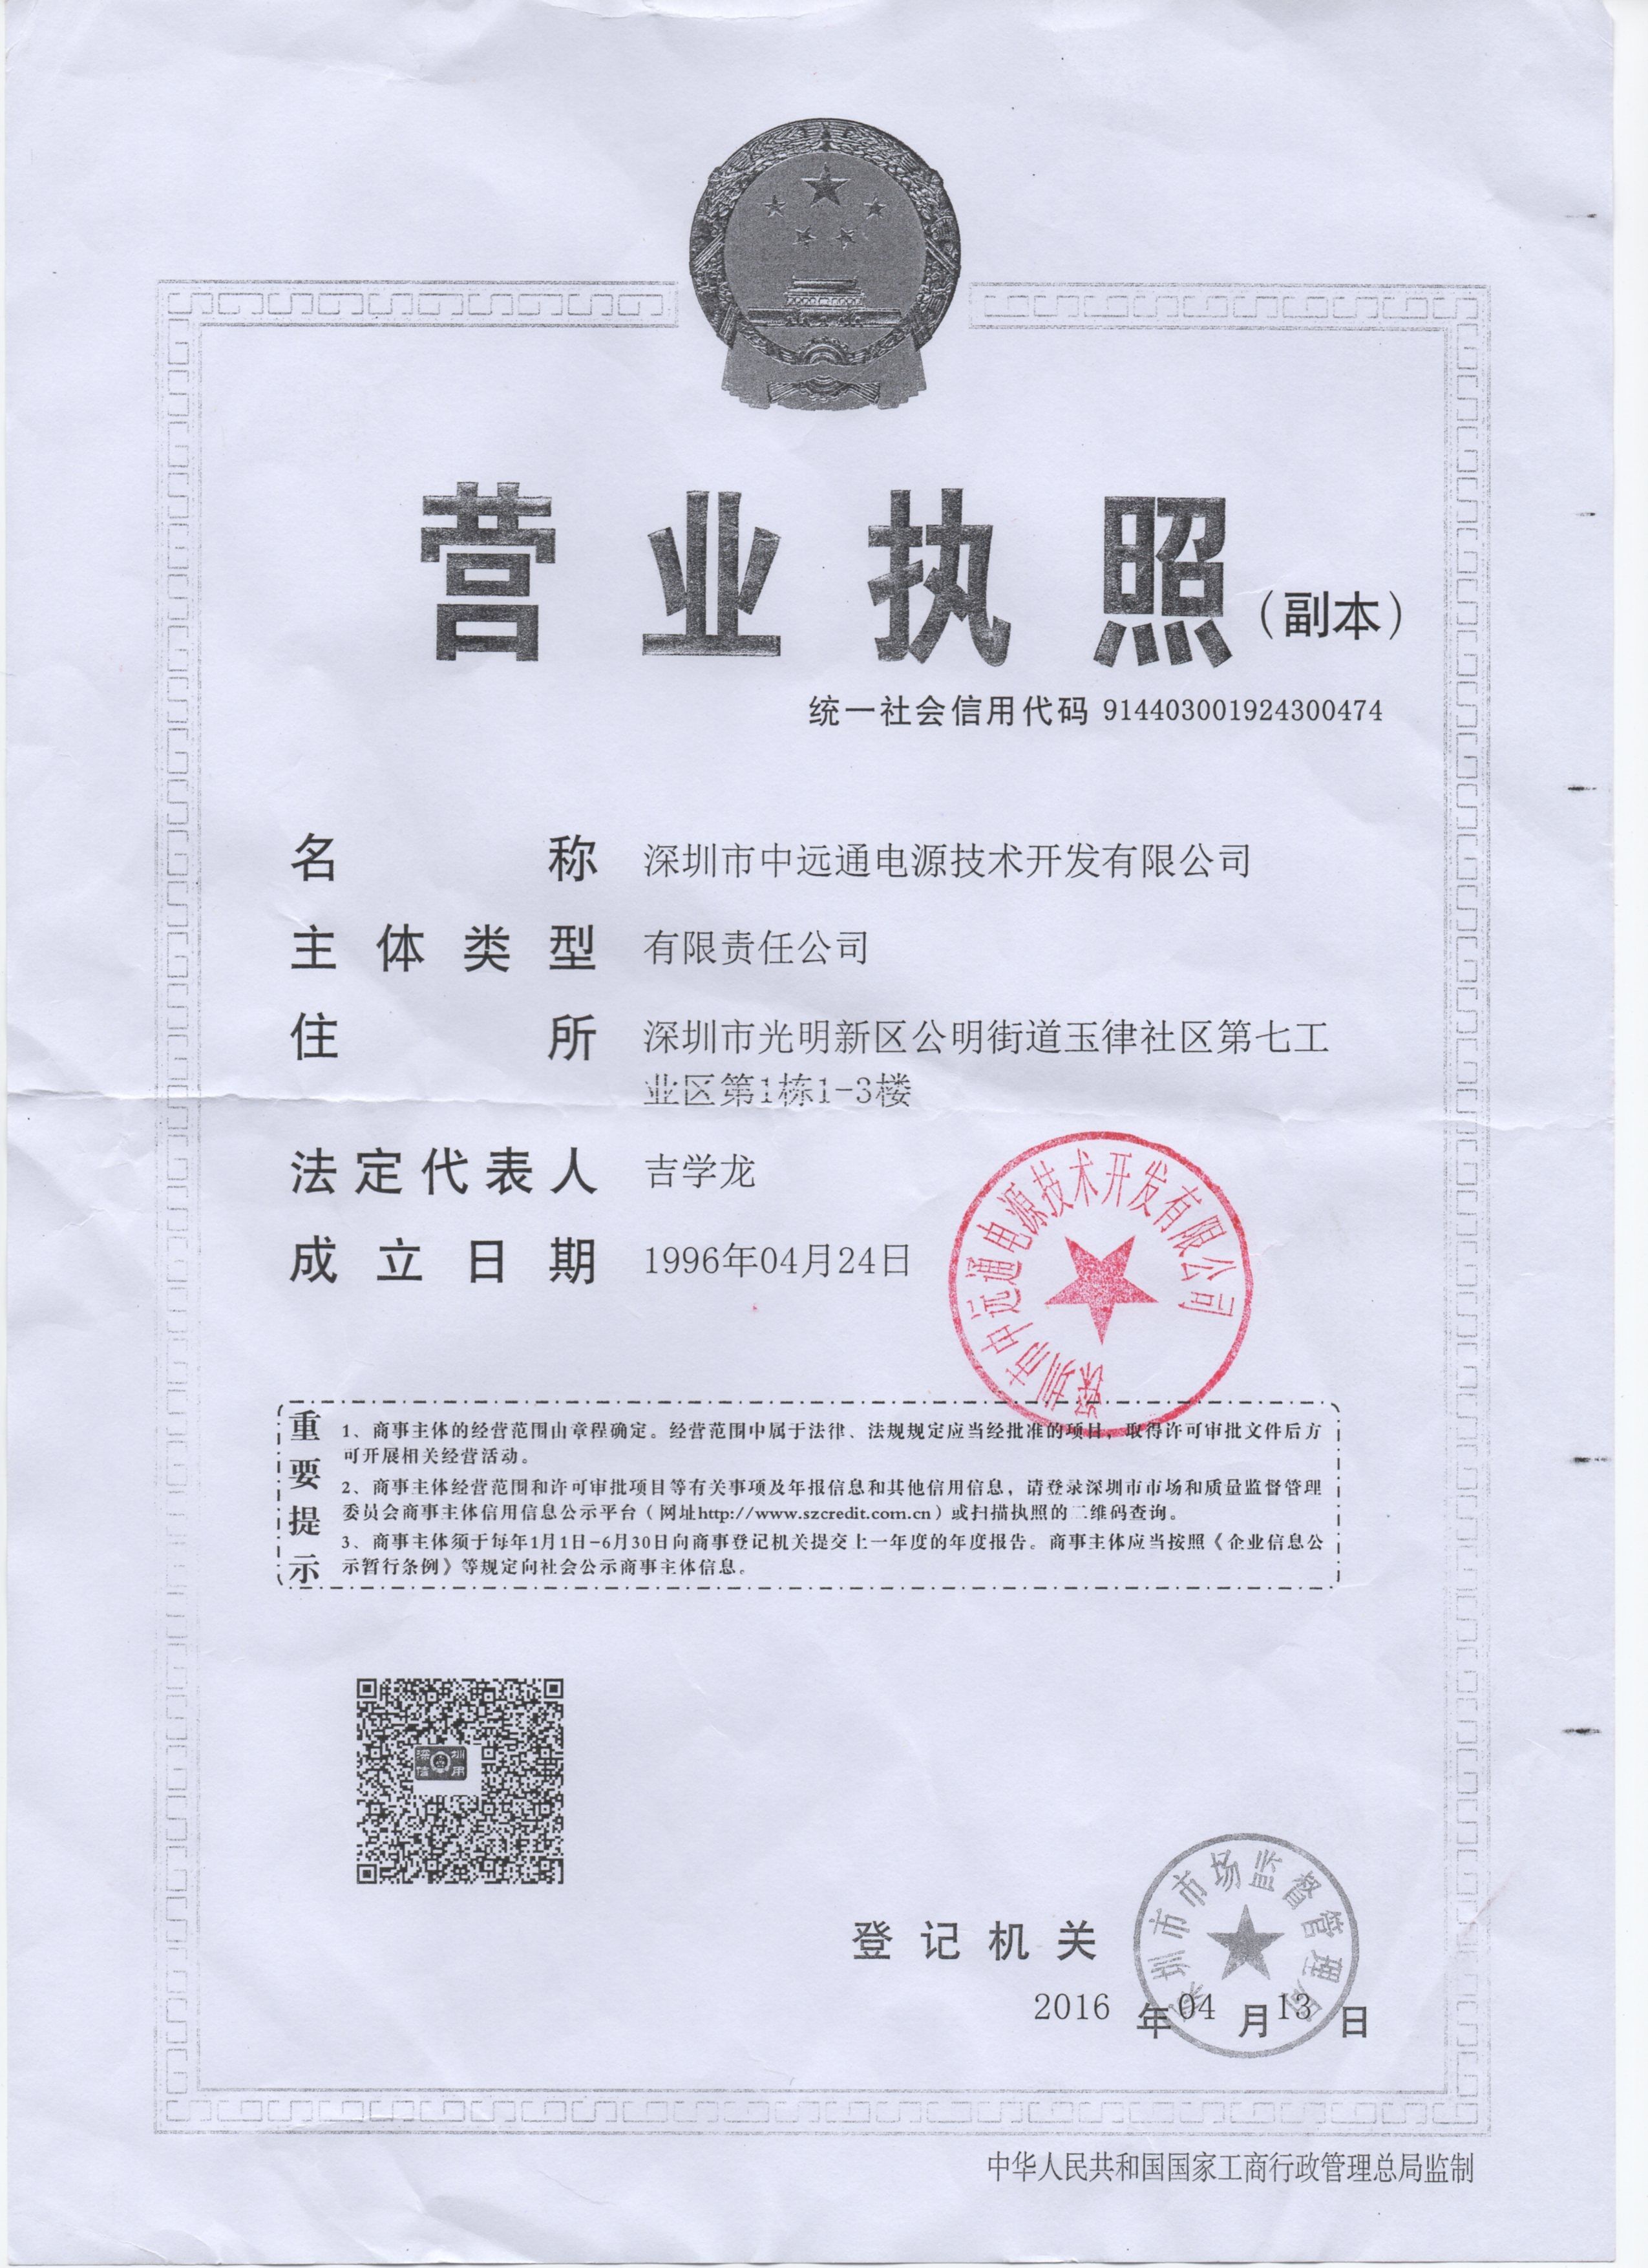 营业执照（副本）
统一社会信用代码 914403001924300474
名称 深圳市中远通电源技术开发有限公司
主体类型 有限责任公司
住所 深圳市光明新区公明街道玉律社区第七工
业区第1栋1-3楼
法定代表人 吉学龙
成立日期 1996年04月24日
深圳市中远通电源技术开发有限公司
重要提示
1、商事主体的经营范围由章程确定。经营范围中属于法律、法规规定应当经批准的项目，取得许可审批文件后方
可开展相关经营活动。
2、商事主体经营范围和许可审批项目等有关事项及年报信息和其他信用信息，请登录深圳市市场和质量监督管理
委员会商事主体信用信息公示平台（网址http://www.szcredit.com.cn）或扫描执照的二维码查询。
3、商事主体须于每年1月1日-6月30日向商事登记机关提交上一年度的年度报告。商事主体应当按照《企业信息公
示暂行条例》等规定向社会公示商事主体信息。
深圳
信用
登记机关
深圳市市场监督管理局
2016 年 04 月 13 日
中华人民共和国国家工商行政管理总局监制